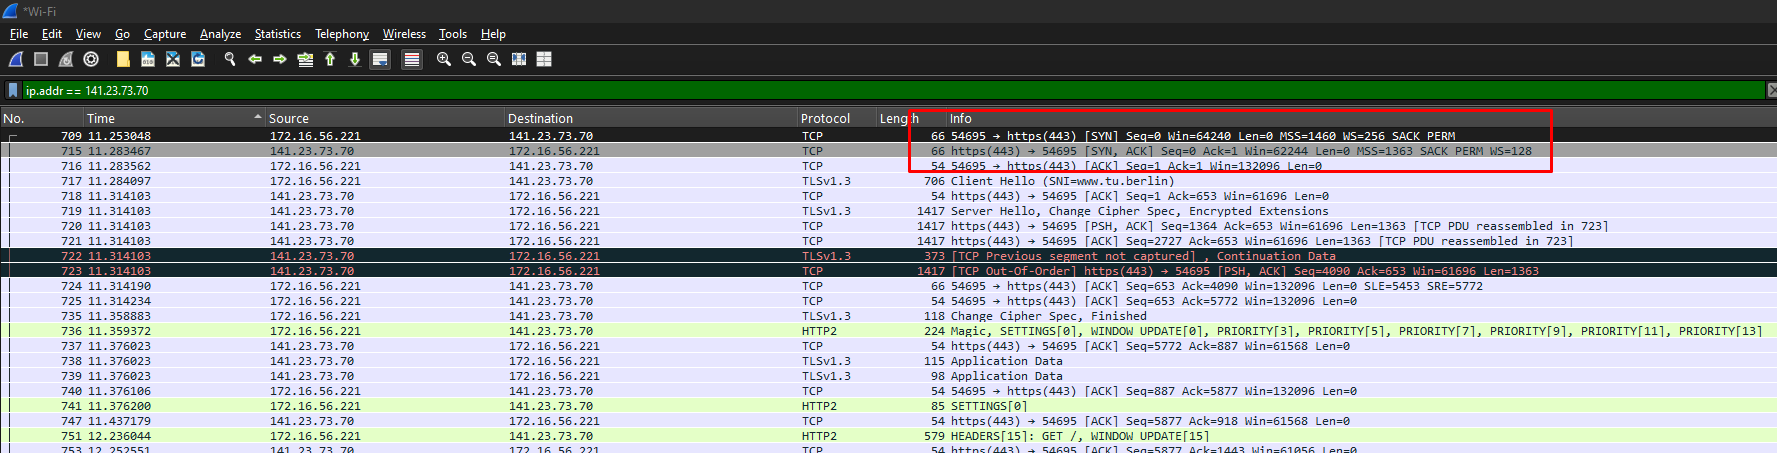 *Wi-Fi
File Edit View Go Capture Analyze Statistics Telephony Wireless Tools Help
ip.addr == 141.23.73.70
No. Time Source Destination Protocol Length Info
709 11.253048 172.16.56.221 141.23.73.70 TCP 66 54695 → https(443) [SYN] Seq=0 Win=64240 Len=0 MSS=1460 WS=256 SACK_PERM
715 11.283467 141.23.73.70 172.16.56.221 TCP 66 https(443) → 54695 [SYN, ACK] Seq=0 Ack=1 Win=62244 Len=0 MSS=1363 SACK_PERM WS=128
716 11.283562 172.16.56.221 141.23.73.70 TCP 54 54695 → https(443) [ACK] Seq=1 Ack=1 Win=132096 Len=0
717 11.284097 172.16.56.221 141.23.73.70 TLSv1.3 706 Client Hello (SNI=www.tu.berlin)
718 11.314103 141.23.73.70 172.16.56.221 TCP 54 https(443) → 54695 [ACK] Seq=1 Ack=653 Win=61696 Len=0
719 11.314103 141.23.73.70 172.16.56.221 TLSv1.3 1417 Server Hello, Change Cipher Spec, Encrypted Extensions
720 11.314103 141.23.73.70 172.16.56.221 TCP 1417 https(443) → 54695 [PSH, ACK] Seq=1364 Ack=653 Win=61696 Len=1363 [TCP PDU reassembled in 723]
721 11.314103 141.23.73.70 172.16.56.221 TCP 1417 https(443) → 54695 [ACK] Seq=2727 Ack=653 Win=61696 Len=1363 [TCP PDU reassembled in 723]
722 11.314103 141.23.73.70 172.16.56.221 TLSv1.3 373 [TCP Previous segment not captured] , Continuation Data
723 11.314103 141.23.73.70 172.16.56.221 TCP 1417 [TCP Out-Of-Order] https(443) → 54695 [PSH, ACK] Seq=4090 Ack=653 Win=61696 Len=1363
724 11.314190 172.16.56.221 141.23.73.70 TCP 66 54695 → https(443) [ACK] Seq=653 Ack=4090 Win=132096 Len=0 SLE=5453 SRE=5772
725 11.314234 172.16.56.221 141.23.73.70 TCP 54 54695 → https(443) [ACK] Seq=653 Ack=5772 Win=132096 Len=0
735 11.358883 172.16.56.221 141.23.73.70 TLSv1.3 118 Change Cipher Spec, Finished
736 11.359372 172.16.56.221 141.23.73.70 HTTP2 224 Magic, SETTINGS[0], WINDOW_UPDATE[0], PRIORITY[3], PRIORITY[5], PRIORITY[7], PRIORITY[9], PRIORITY[11], PRIORITY[13]
737 11.376023 141.23.73.70 172.16.56.221 TCP 54 https(443) → 54695 [ACK] Seq=5772 Ack=887 Win=61568 Len=0
738 11.376023 141.23.73.70 172.16.56.221 TLSv1.3 115 Application Data
739 11.376023 141.23.73.70 172.16.56.221 TLSv1.3 98 Application Data
740 11.376106 172.16.56.221 141.23.73.70 TCP 54 54695 → https(443) [ACK] Seq=887 Ack=5877 Win=132096 Len=0
741 11.376200 172.16.56.221 141.23.73.70 HTTP2 85 SETTINGS[0]
747 11.437179 141.23.73.70 172.16.56.221 TCP 54 https(443) → 54695 [ACK] Seq=5877 Ack=918 Win=61568 Len=0
751 12.236044 172.16.56.221 141.23.73.70 HTTP2 579 HEADERS[15]: GET /, WINDOW_UPDATE[15]
753 12.252551 141.23.73.70 172.16.56.221 TCP 54 https(443) → 54695 [ACK] Seq=5877 Ack=1443 Win=61056 Len=0